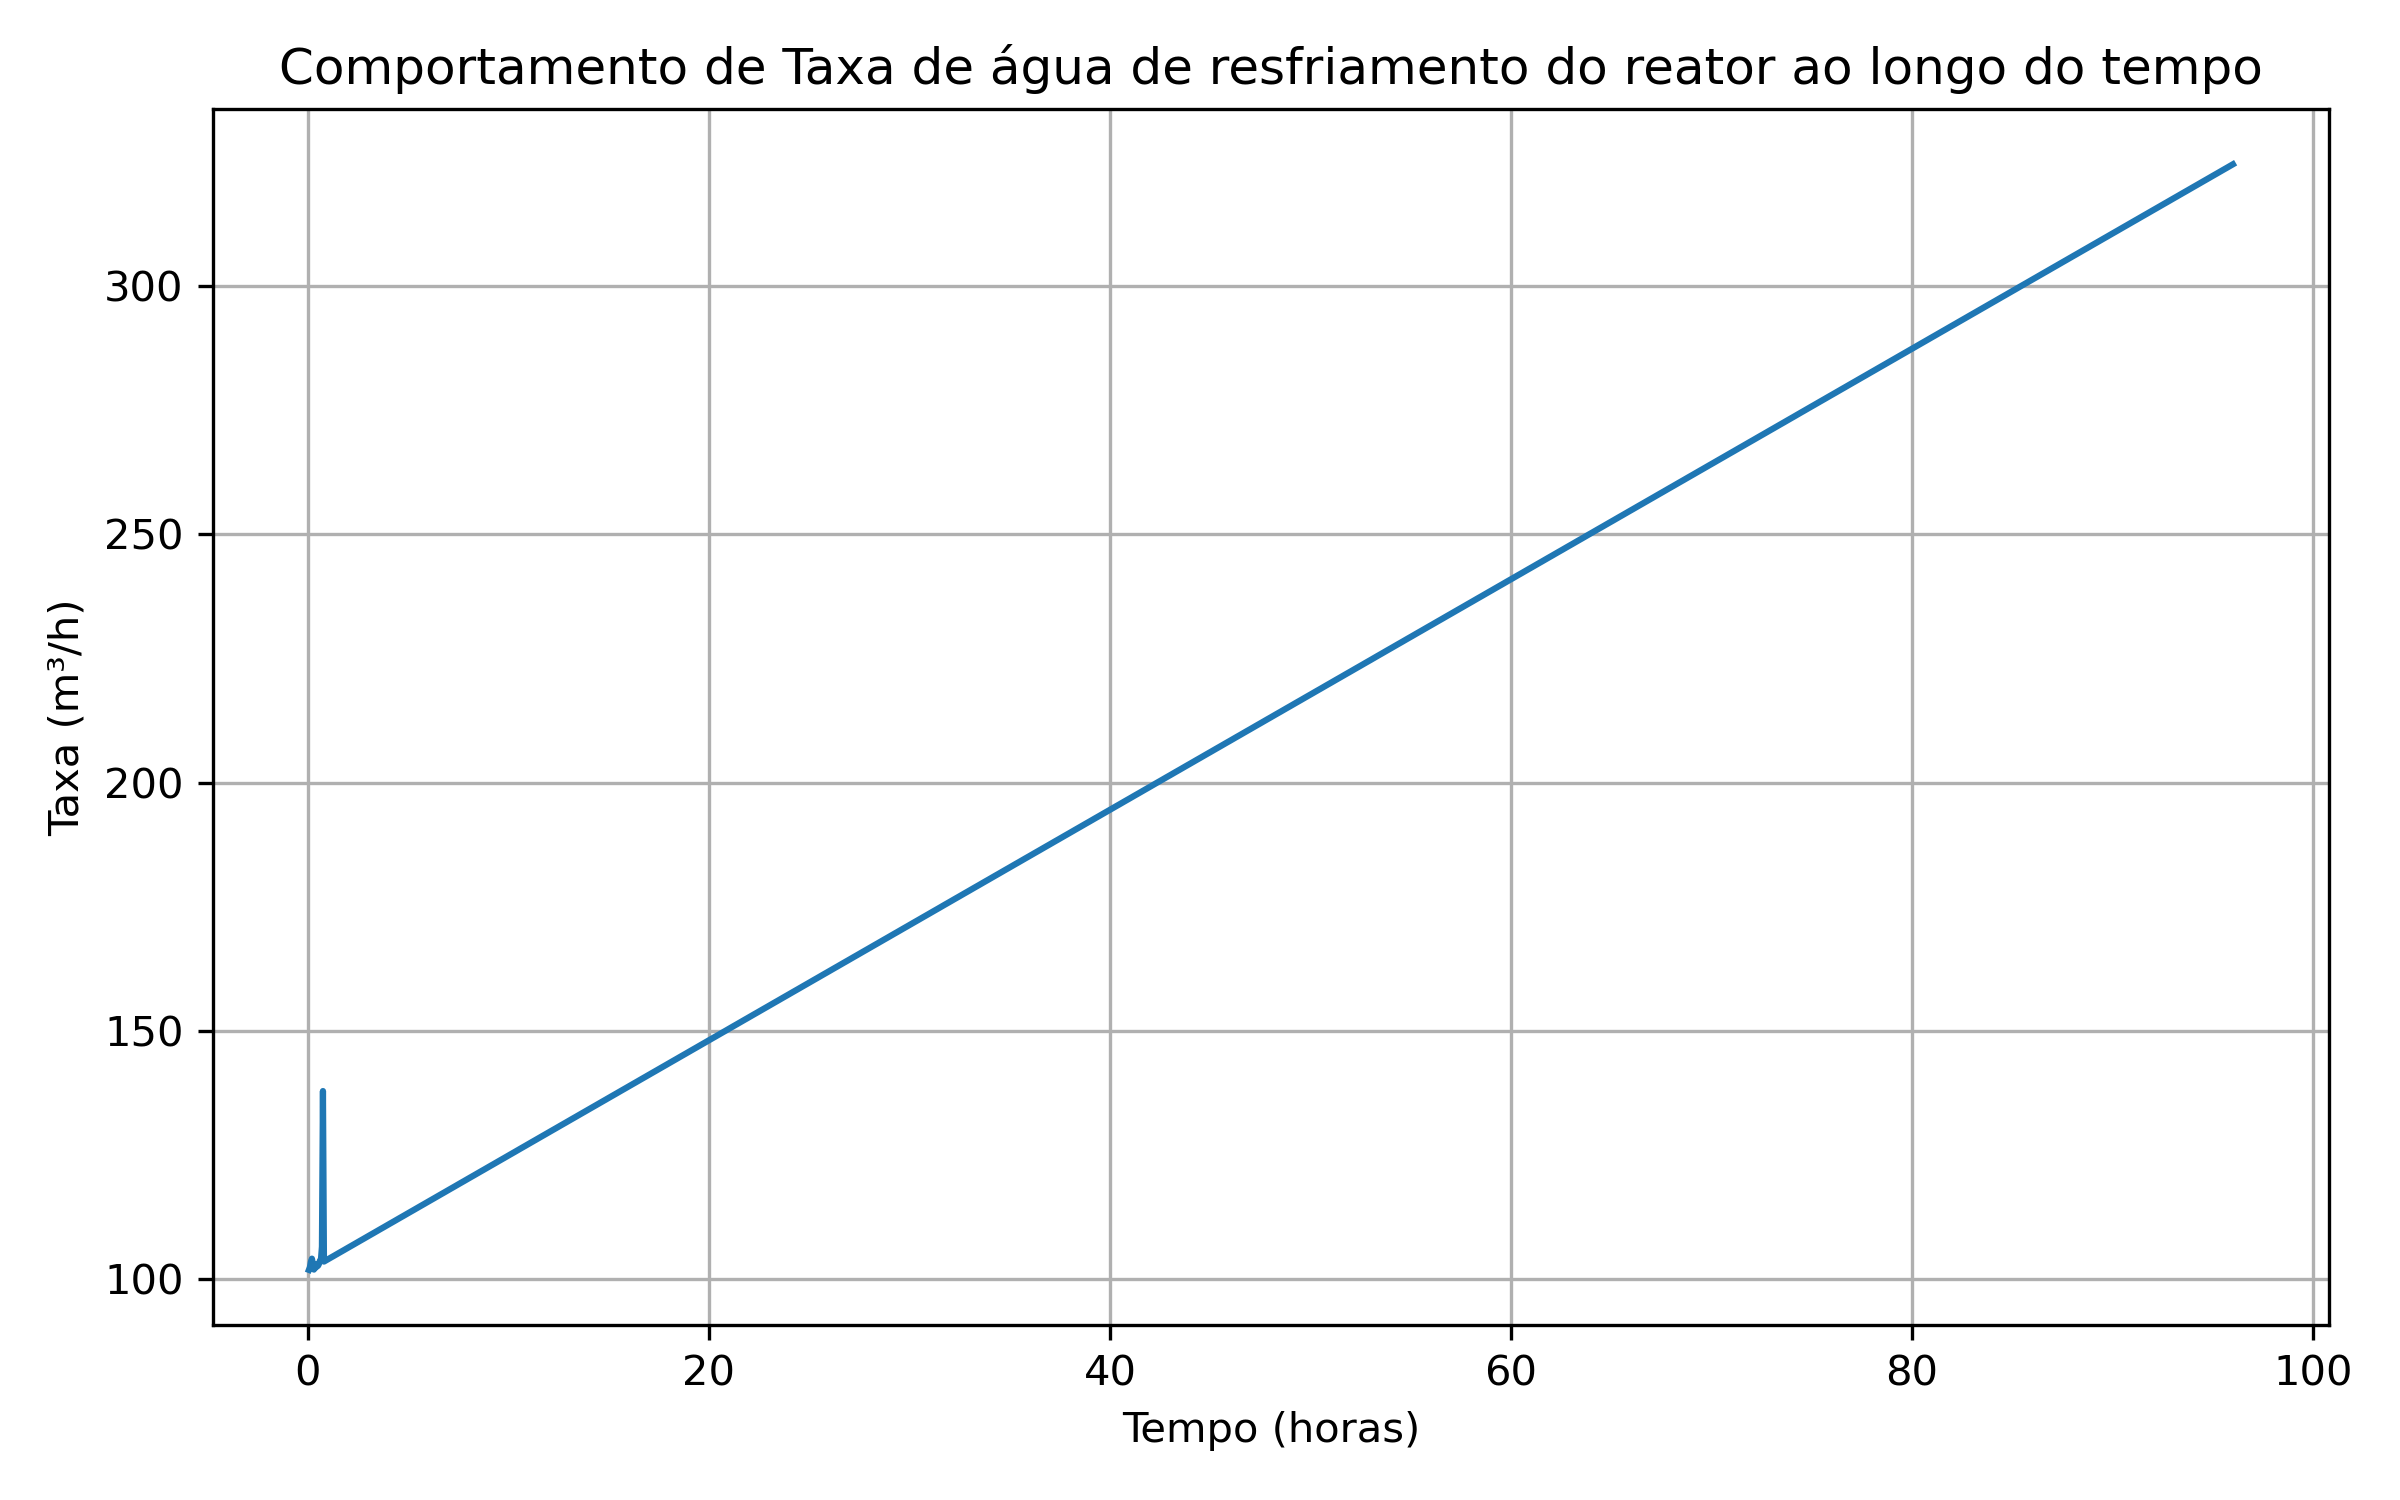 Comportamento de Taxa de água de resfriamento do reator ao longo do tempo
Taxa (m³/h)
300
250
200
150
100
0 20 40 60 80 100
Tempo (horas)